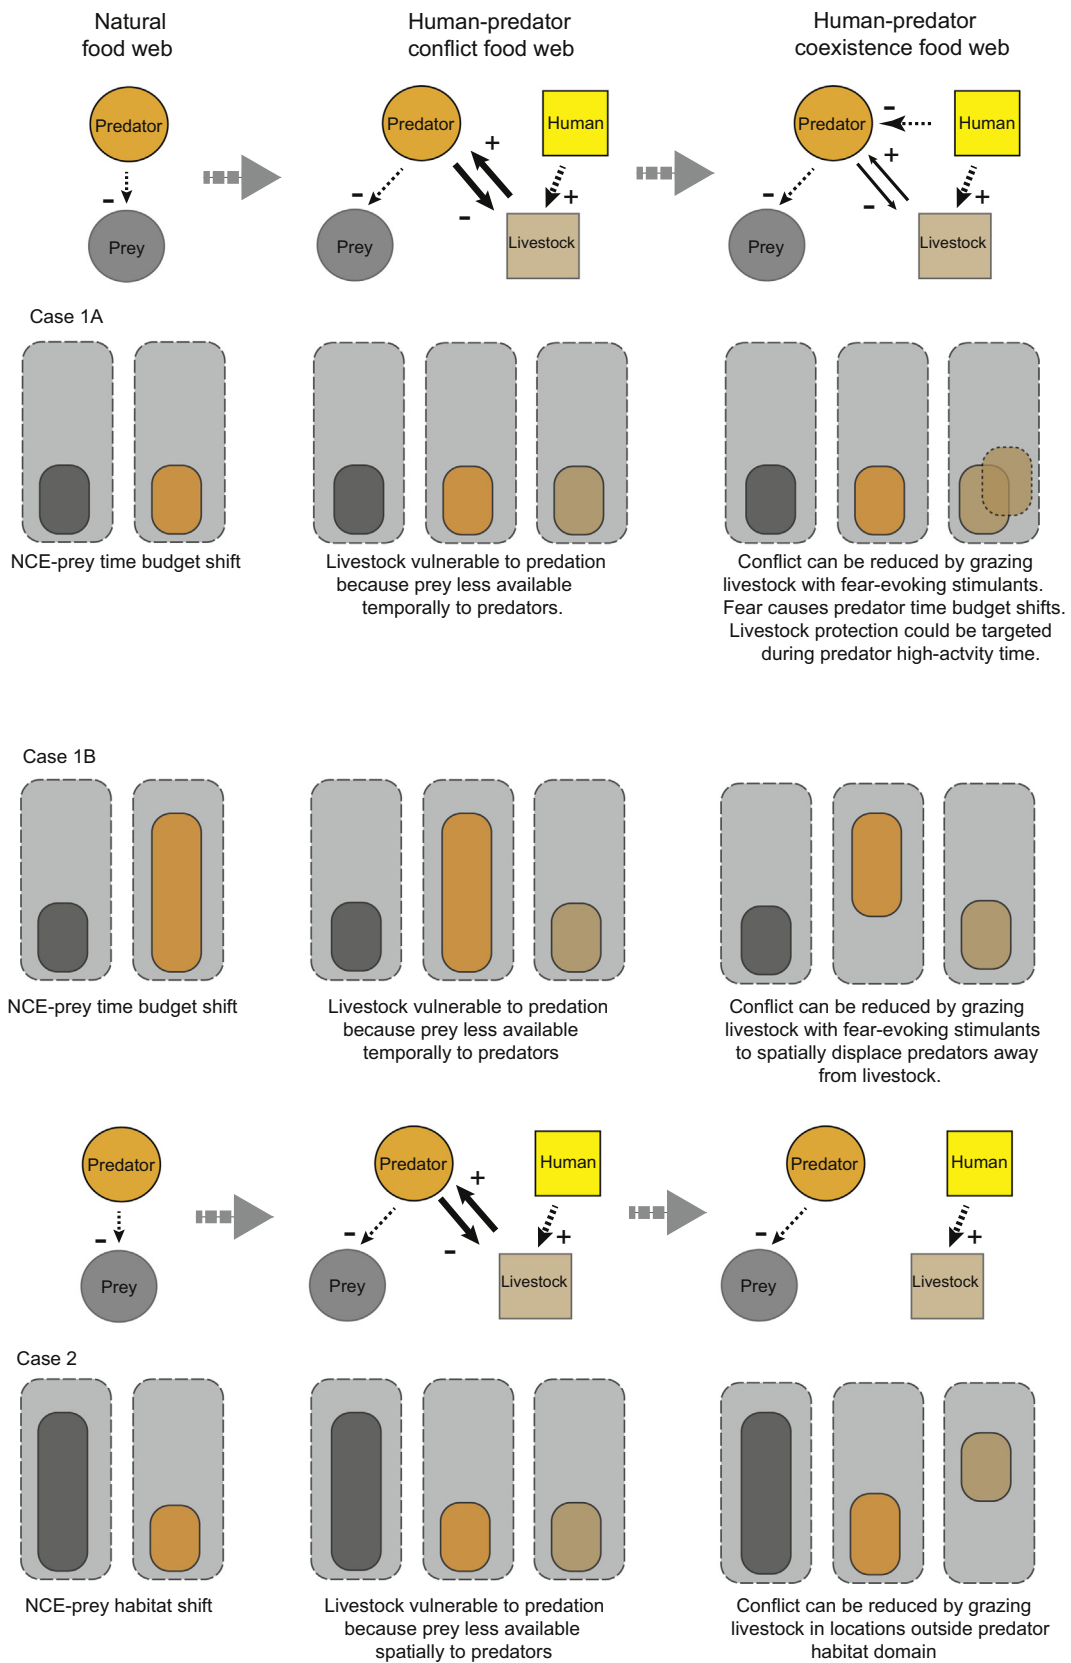 Natural
food web
Human-predator
conflict food web
Human-predator
coexistence food web
Predator
-
Prey
Predator
Human
+
-
-
+
Prey
Livestock
Predator
-
Human
+
-
-
+
Prey
Livestock
Case 1A
NCE-prey time budget shift
Livestock vulnerable to predation
because prey less available
temporally to predators.
Conflict can be reduced by grazing
livestock with fear-evoking stimulants.
Fear causes predator time budget shifts.
Livestock protection could be targeted
during predator high-actvity time.
Case 1B
NCE-prey time budget shift
Livestock vulnerable to predation
because prey less available
temporally to predators
Conflict can be reduced by grazing
livestock with fear-evoking stimulants
to spatially displace predators away
from livestock.
Predator
-
Prey
Predator
Human
+
-
-
+
Prey
Livestock
Predator
Human
-
+
Prey
Livestock
Case 2
NCE-prey habitat shift
Livestock vulnerable to predation
because prey less available
spatially to predators
Conflict can be reduced by grazing
livestock in locations outside predator
habitat domain